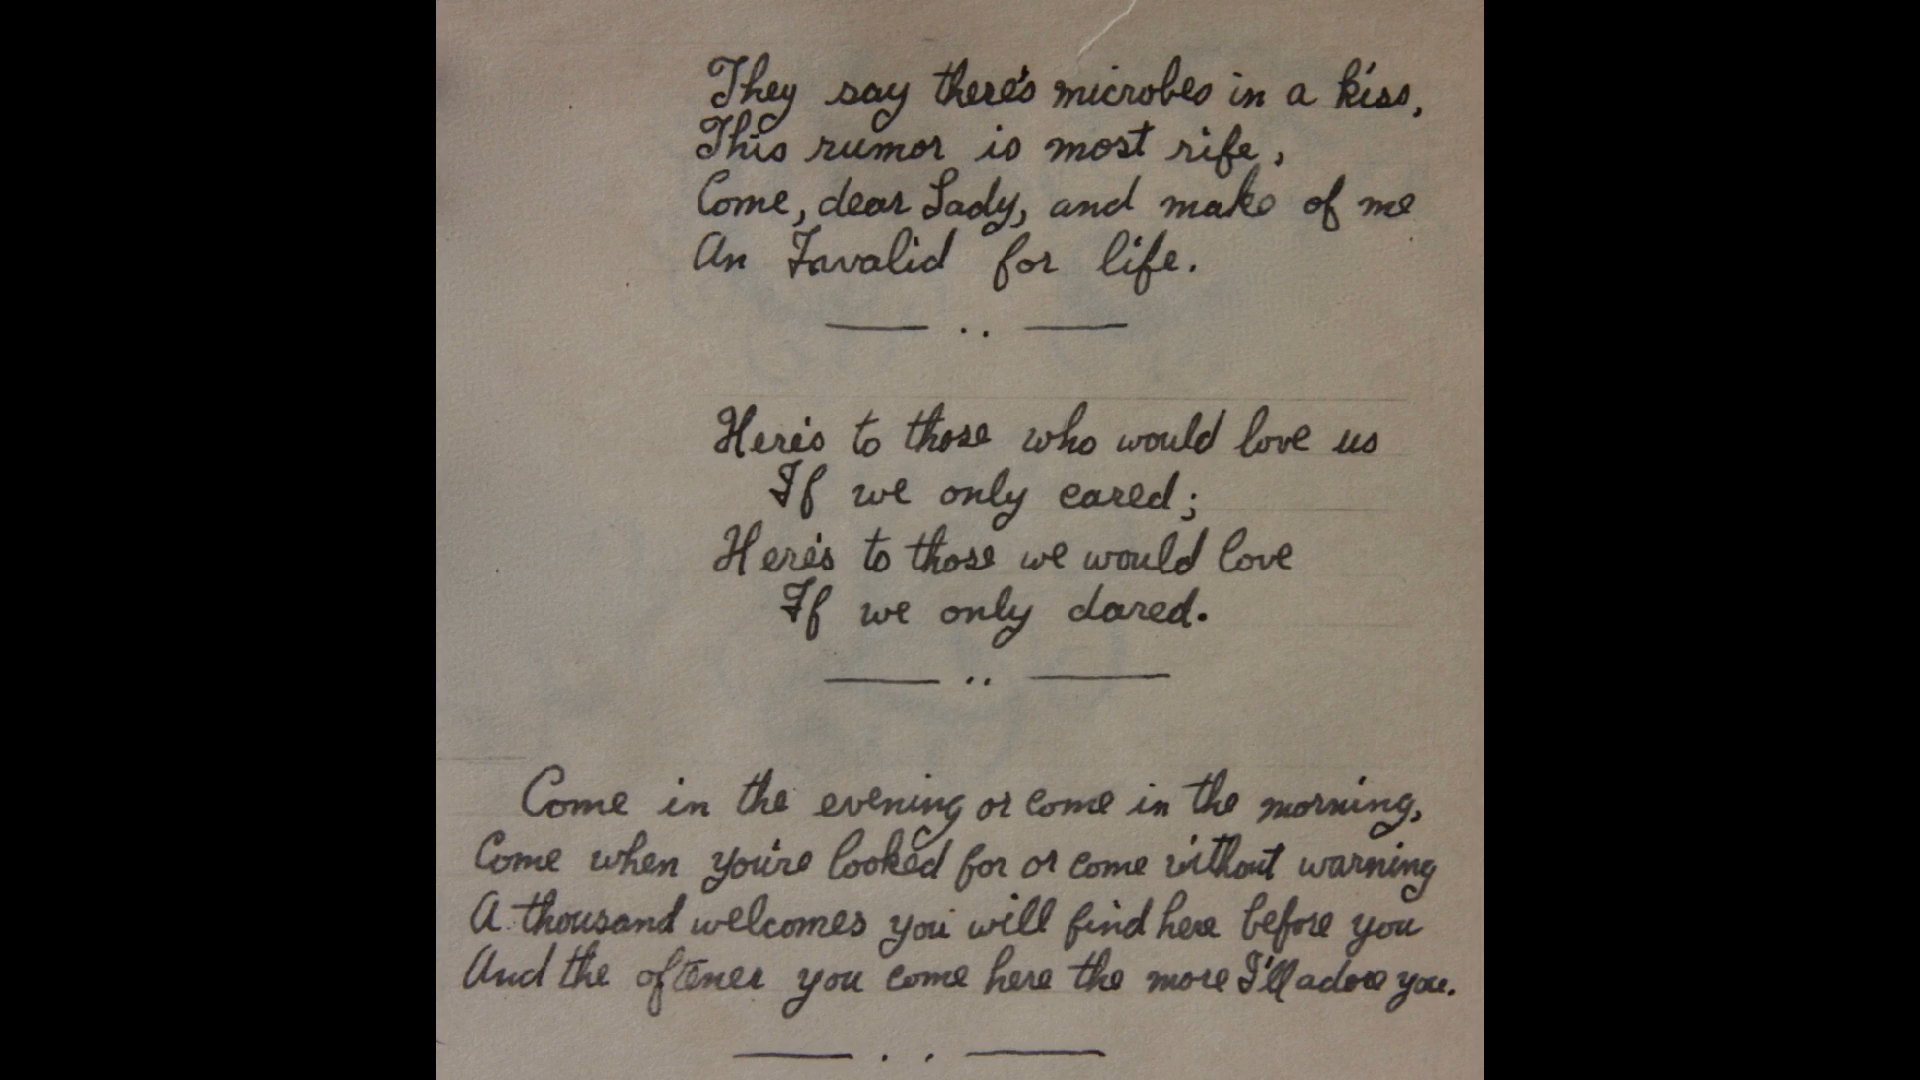 They say there's microbes in a kiss,
This rumor is most rife,
Come, dear Lady, and make of me
An Invalid for life.
Here's to those who would love us
If we only cared;
Here's to those we would love
If we only dared.
Come in the evening or come in the morning,
Come when you're looked for or come without warning
A thousand welcomes you will find here before you
And the oftener you come here the more I'll adore you.